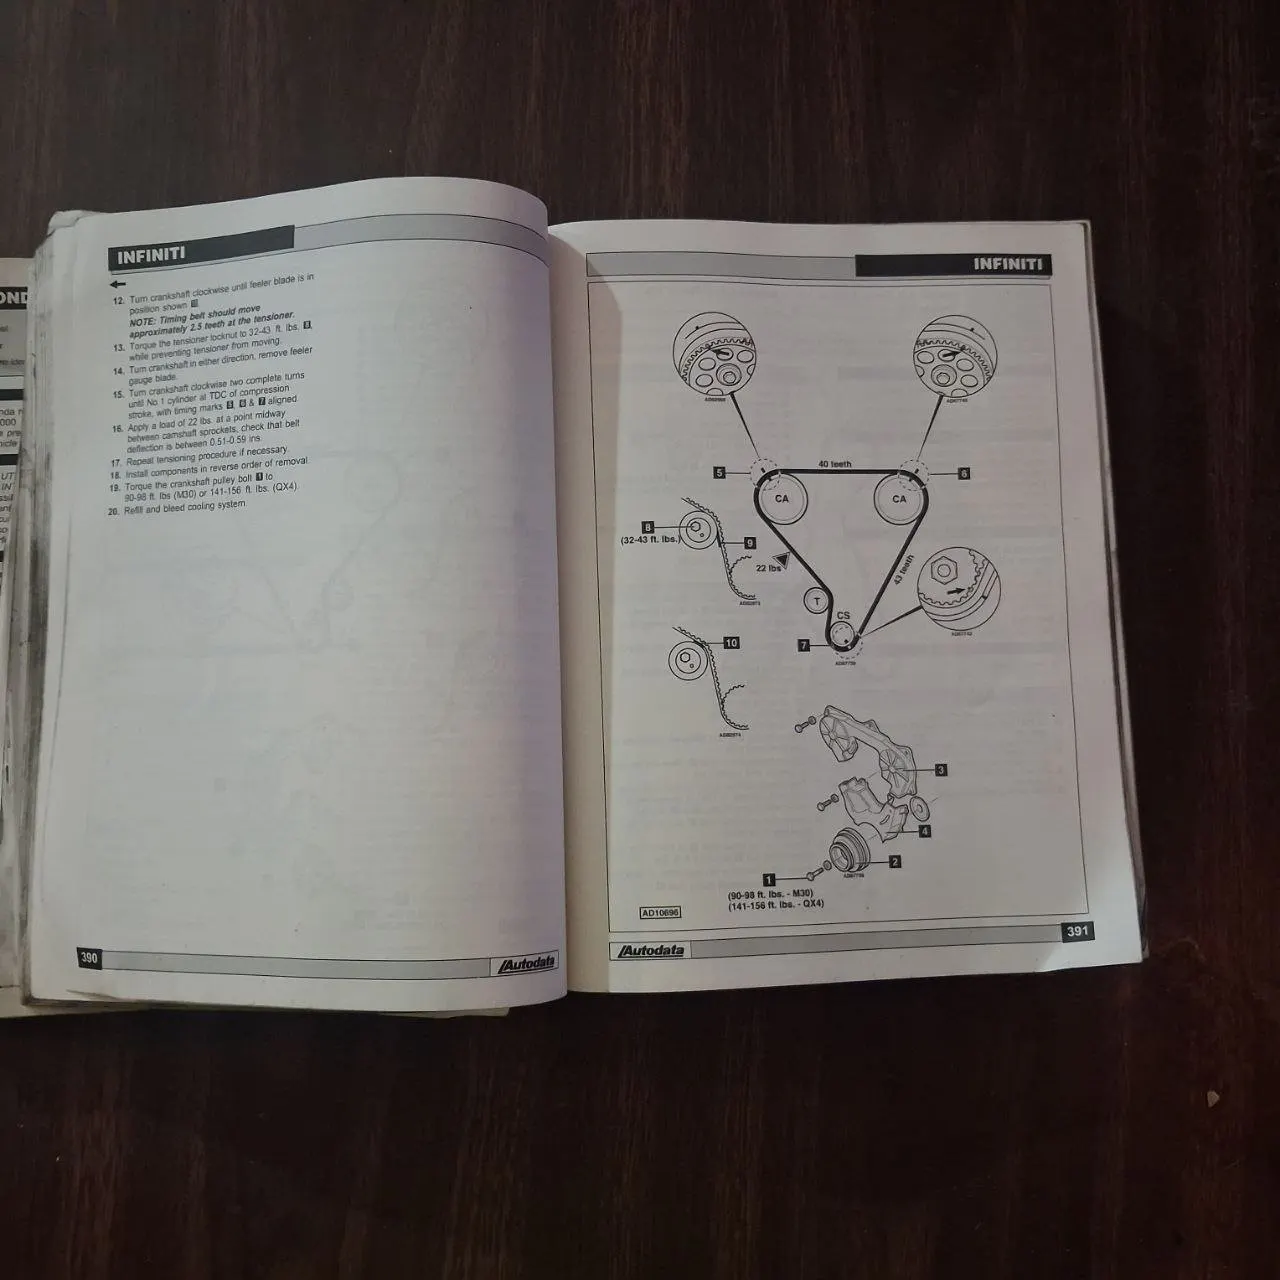 INFINITI
12. Turn crankshaft clockwise until feeler blade is in
position shown
NOTE: Timing belt should move
approximately 2.5 teeth at the tensioner.
13. Torque the tensioner locknut to 32-43 ft. lbs. 8,
while preventing tensioner from moving.
14. Turn crankshaft in either direction, remove feeler
gauge blade.
15. Turn crankshaft clockwise two complete turns
until No.1 cylinder at TDC of compression
stroke, with timing marks 5, 6 & 7 aligned.
16. Apply a load of 22 lbs. at a point midway
between camshaft sprockets, check that belt
deflection is between 0.51-0.59 ins.
17. Repeat tensioning procedure if necessary.
18. Install components in reverse order of removal.
19. Torque the crankshaft pulley bolt 1 to
90-98 ft. lbs (M30) or 141-156 ft. lbs. (QX4).
20. Refill and bleed cooling system.
390
Autodata
INFINITI
5
40 teeth
6
CA
CA
8
(32-43 ft. lbs.)
9
22 lbs
43 teeth
T
CS
7
10
3
4
2
1
(90-98 ft. lbs. - M30)
(141-156 ft. lbs. - QX4)
AD10696
Autodata
391